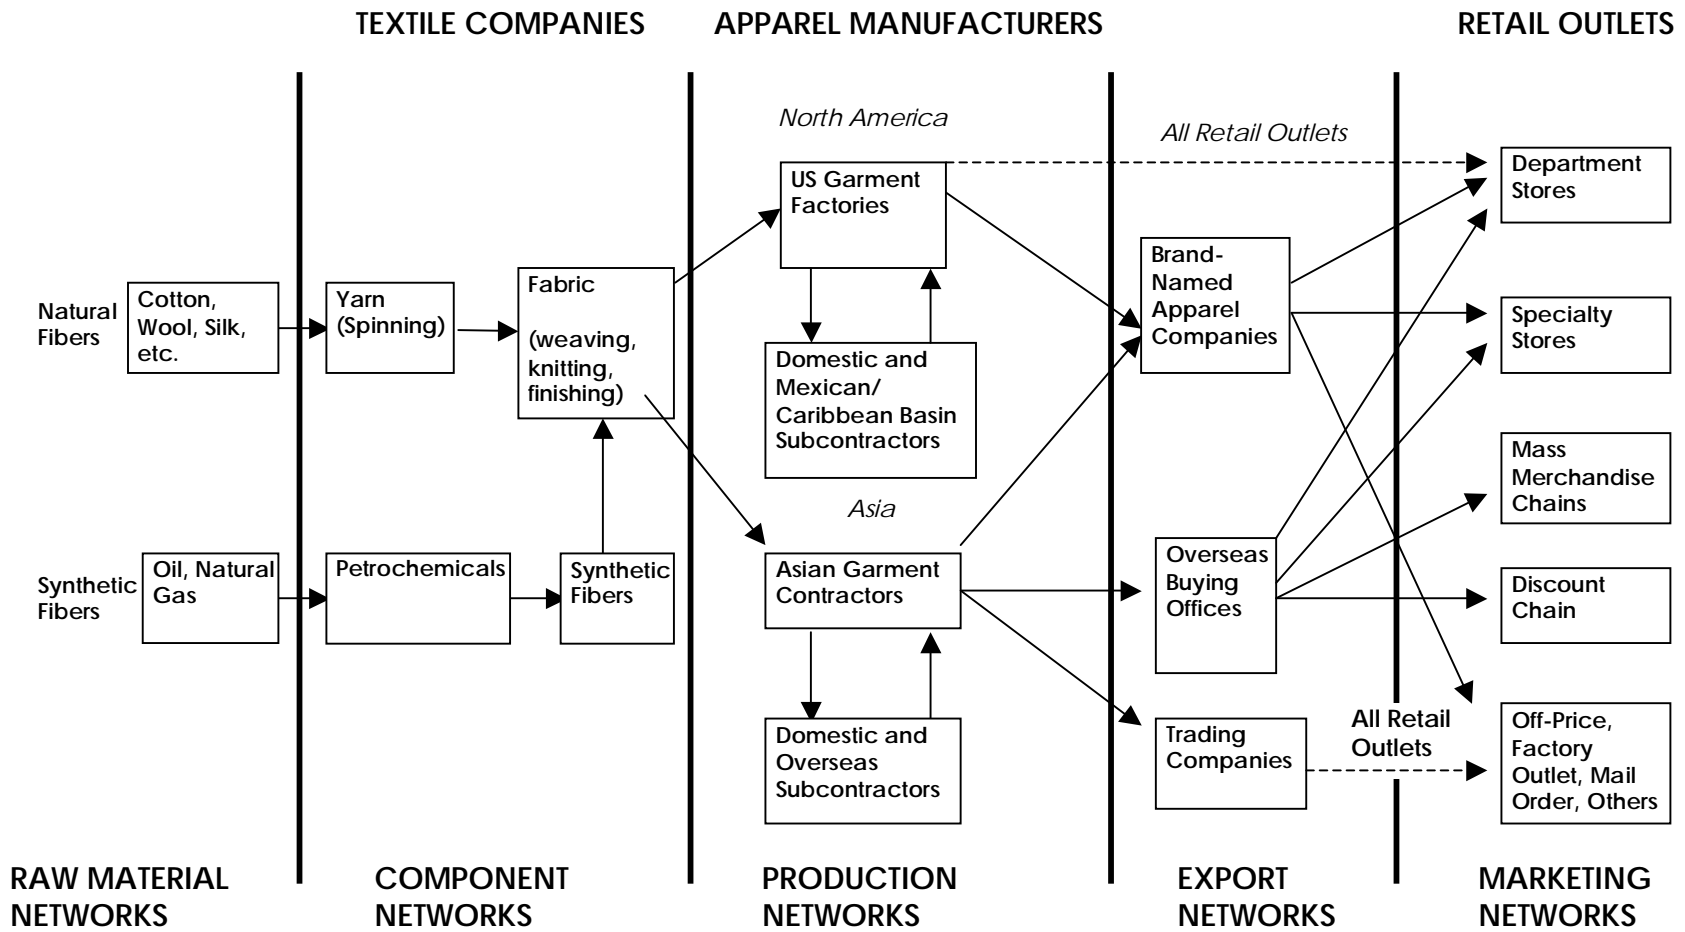 TEXTILE COMPANIES
APPAREL MANUFACTURERS
RETAIL OUTLETS
North America
All Retail Outlets
Natural
Fibers
Cotton,
Wool, Silk,
etc.
Yarn
(Spinning)
Fabric
(weaving,
knitting,
finishing)
US Garment
Factories
Domestic and
Mexican/
Caribbean Basin
Subcontractors
Brand-
Named
Apparel
Companies
Department
Stores
Specialty
Stores
Mass
Merchandise
Chains
Asia
Synthetic
Fibers
Oil, Natural
Gas
Petrochemicals
Synthetic
Fibers
Asian Garment
Contractors
Overseas
Buying
Offices
Discount
Chain
Domestic and
Overseas
Subcontractors
Trading
Companies
All Retail
Outlets
Off-Price,
Factory
Outlet, Mail
Order, Others
RAW MATERIAL
NETWORKS
COMPONENT
NETWORKS
PRODUCTION
NETWORKS
EXPORT
NETWORKS
MARKETING
NETWORKS